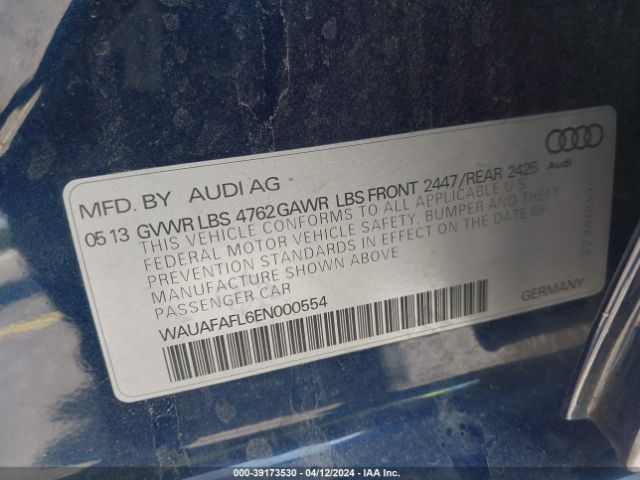 MFD. BY AUDI AG
05 13 GVWR LBS 4762 GAWR LBS FRONT 2447/REAR 2425
THIS VEHICLE CONFORMS TO ALL APPLICABLE U.S.
FEDERAL MOTOR VEHICLE SAFETY, BUMPER AND THEFT
PREVENTION STANDARDS IN EFFECT ON THE DATE OF
MANUFACTURE SHOWN ABOVE
PASSENGER CAR
WAUAFAFL6EN000554
GERMANY
Audi
000-39173530 - 04/12/2024 - IAA Inc.